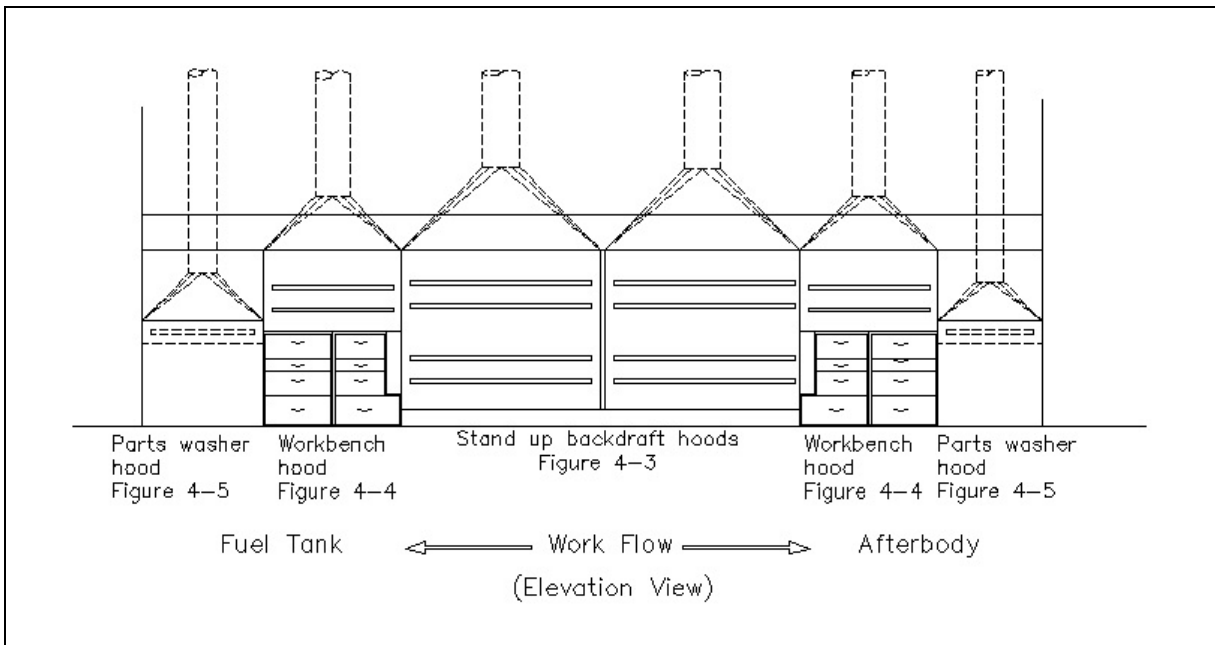 Parts washer
hood
Figure 4-5
Workbench
hood
Figure 4-4
Stand up backdraft hoods
Figure 4-3
Workbench
hood
Figure 4-4
Parts washer
hood
Figure 4-5
Fuel Tank
Work Flow
Afterbody
(Elevation View)